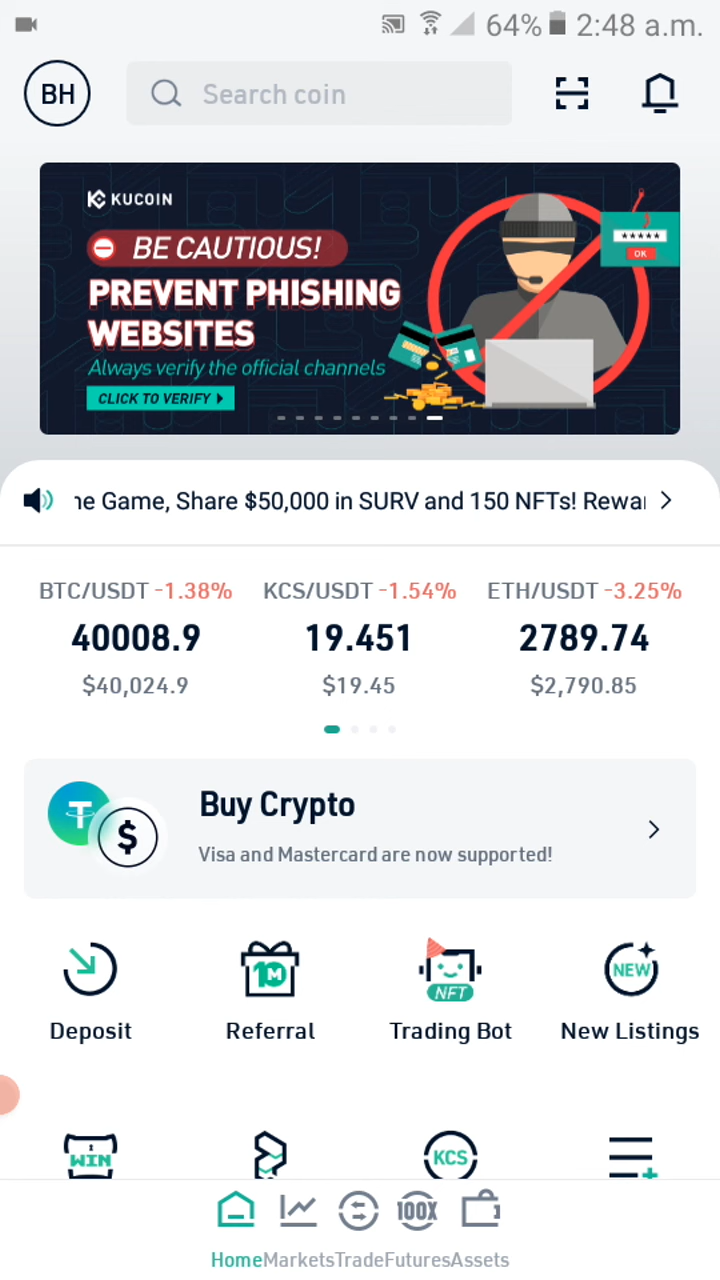 64% 2:48 a.m.
BH
Search coin
KUCOIN
BE CAUTIOUS!
PREVENT PHISHING
WEBSITES
Always verify the official channels
CLICK TO VERIFY
*****
OK
ne Game, Share $50,000 in SURV and 150 NFTs! Rewar
BTC/USDT -1.38% KCS/USDT -1.54% ETH/USDT -3.25%
40008.9 19.451 2789.74
$40,024.9 $19.45 $2,790.85
Buy Crypto
Visa and Mastercard are now supported!
T $
1M NFT NEW
Deposit Referral Trading Bot New Listings
WIN KCS
100X
Home Markets Trade Futures Assets